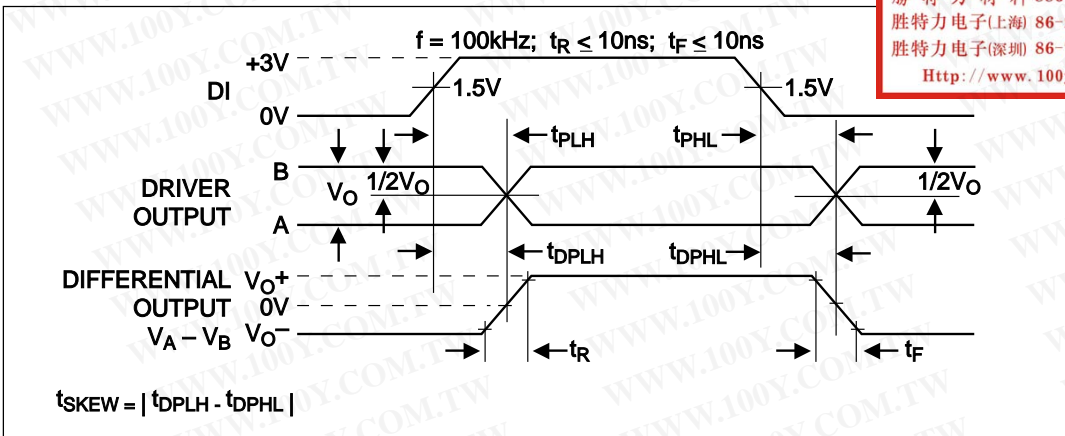 胜特力电子(上海) 86-
胜特力电子(深圳) 86-
Http://www.100
f = 100kHz; tR ≤ 10ns; tF ≤ 10ns
+3V
DI
1.5V
1.5V
0V
tPLH
tPHL
B
DRIVER
OUTPUT
VO
1/2VO
1/2VO
A
tDPLH
tDPHL
DIFFERENTIAL
OUTPUT
VA – VB
VO+
0V
VO–
tR
tF
tSKEW = | tDPLH - tDPHL |
WWW.100Y.COM.TW